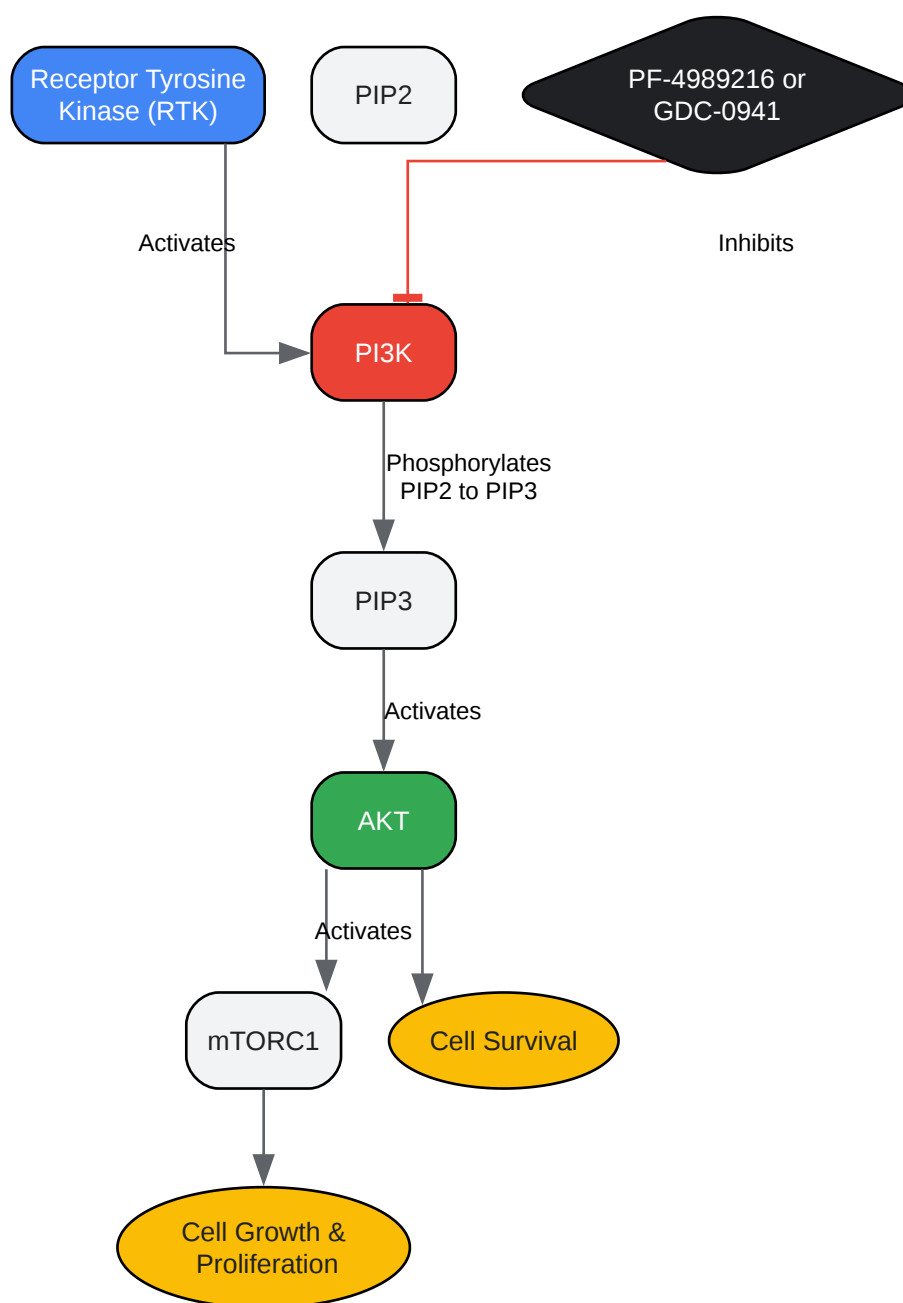 Receptor Tyrosine
Kinase (RTK)
PIP2
PF-4989216 or
GDC-0941
Activates
Inhibits
PI3K
Phosphorylates
PIP2 to PIP3
PIP3
Activates
AKT
Activates
mTORC1
Cell Survival
Cell Growth &
Proliferation